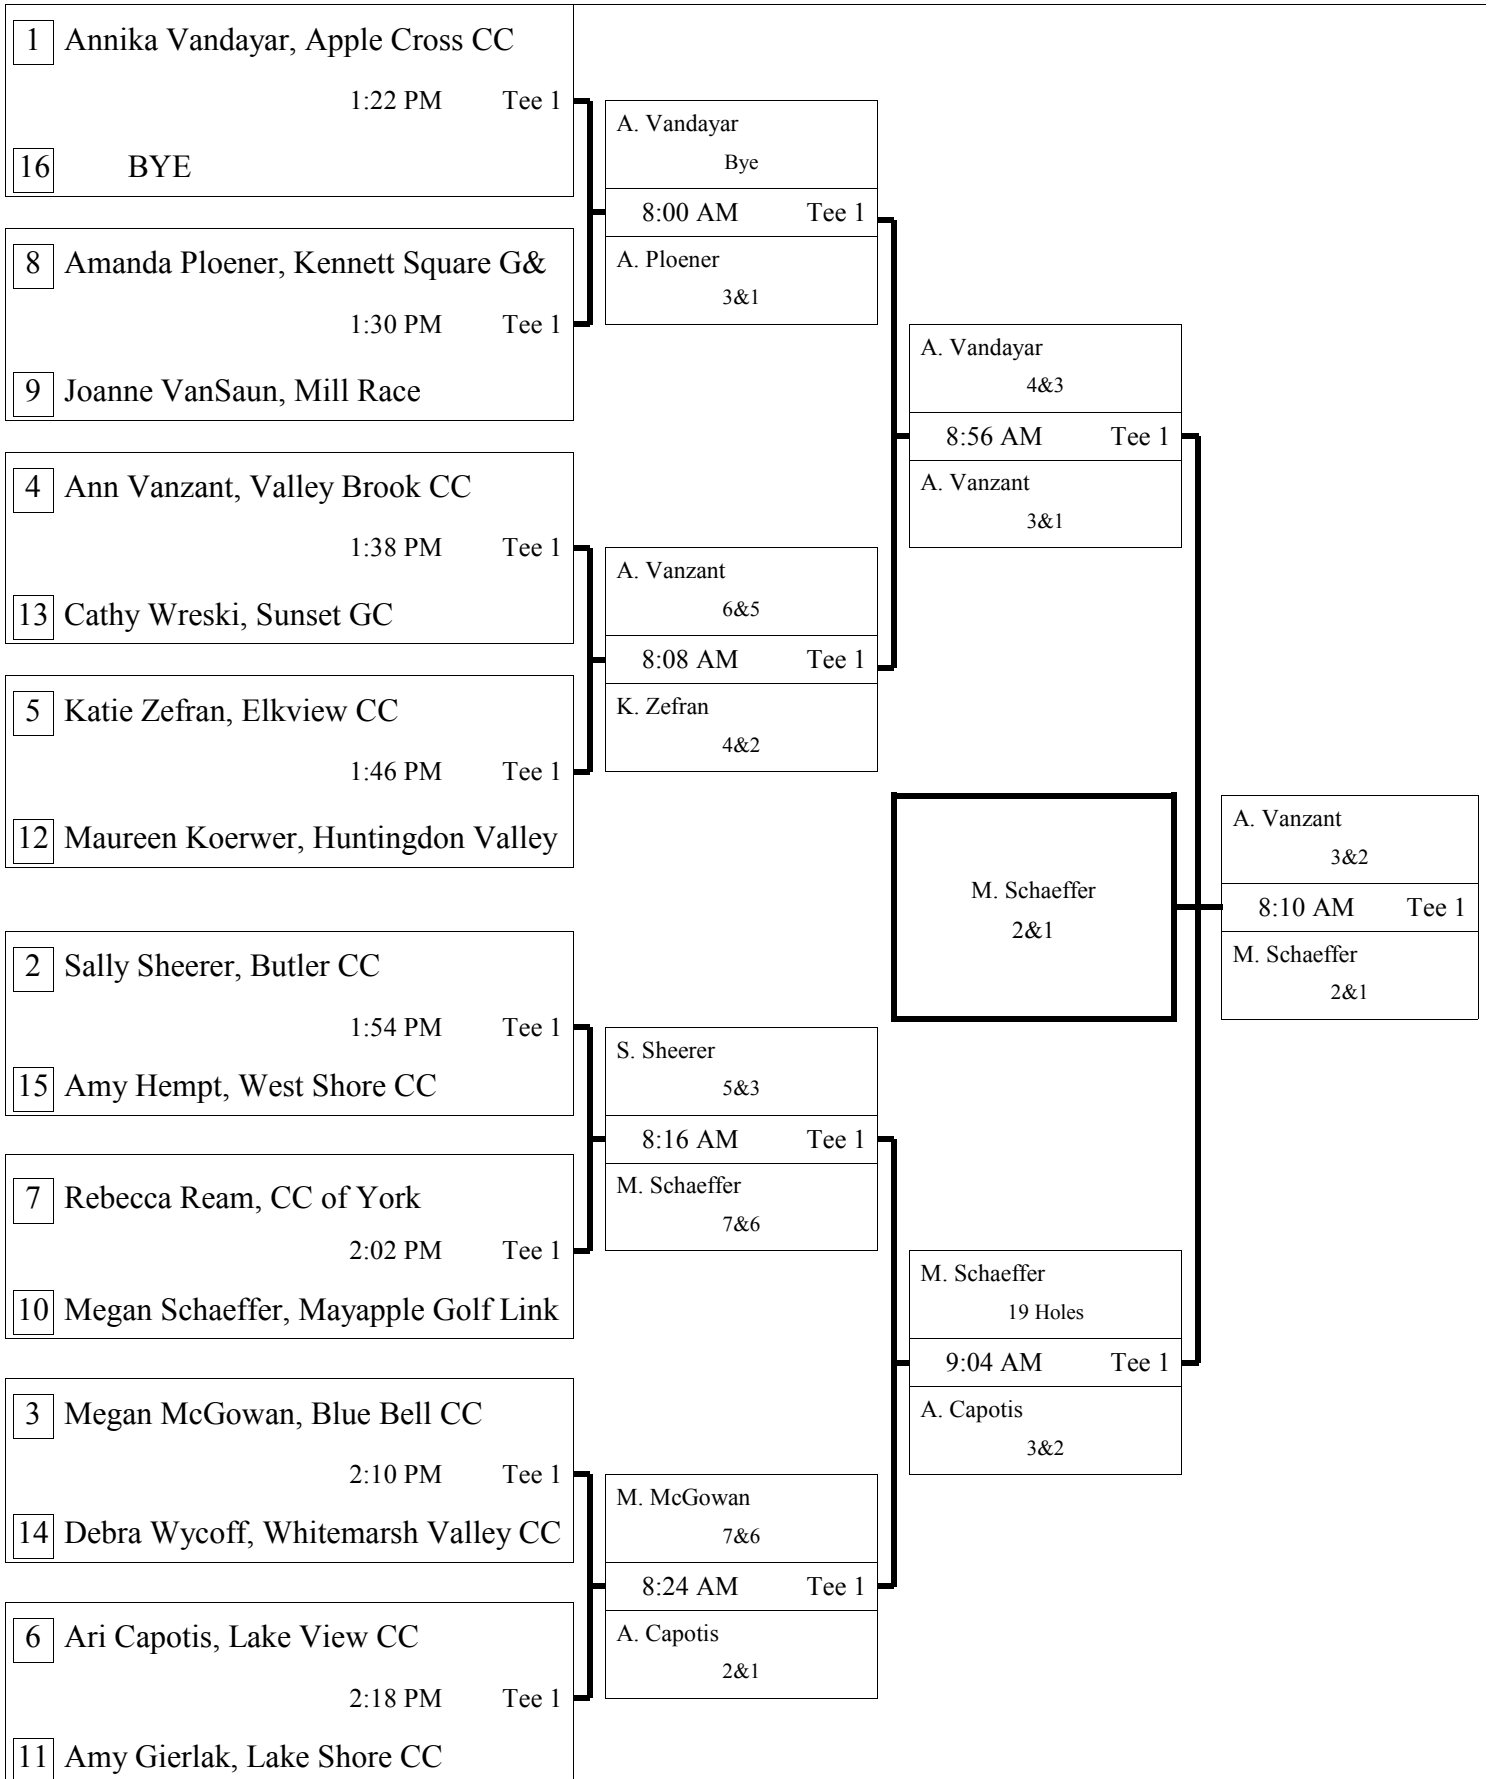 1 Annika Vandayar, Apple Cross CC
1:22 PM Tee 1
16 BYE
8 Amanda Ploener, Kennett Square G&
1:30 PM Tee 1
9 Joanne VanSaun, Mill Race
4 Ann Vanzant, Valley Brook CC
1:38 PM Tee 1
13 Cathy Wreski, Sunset GC
5 Katie Zefran, Elkview CC
1:46 PM Tee 1
12 Maureen Koerwer, Huntingdon Valley
2 Sally Sheerer, Butler CC
1:54 PM Tee 1
15 Amy Hempt, West Shore CC
7 Rebecca Ream, CC of York
2:02 PM Tee 1
10 Megan Schaeffer, Mayapple Golf Link
3 Megan McGowan, Blue Bell CC
2:10 PM Tee 1
14 Debra Wycoff, Whitemarsh Valley CC
6 Ari Capotis, Lake View CC
2:18 PM Tee 1
11 Amy Gierlak, Lake Shore CC
A. Vandayar
Bye
8:00 AM Tee 1
A. Ploener
3&1
A. Vanzant
6&5
8:08 AM Tee 1
K. Zefran
4&2
S. Sheerer
5&3
8:16 AM Tee 1
M. Schaeffer
7&6
M. McGowan
7&6
8:24 AM Tee 1
A. Capotis
2&1
A. Vandayar
4&3
8:56 AM Tee 1
A. Vanzant
3&1
M. Schaeffer
19 Holes
9:04 AM Tee 1
A. Capotis
3&2
A. Vanzant
3&2
8:10 AM Tee 1
M. Schaeffer
2&1
M. Schaeffer
2&1